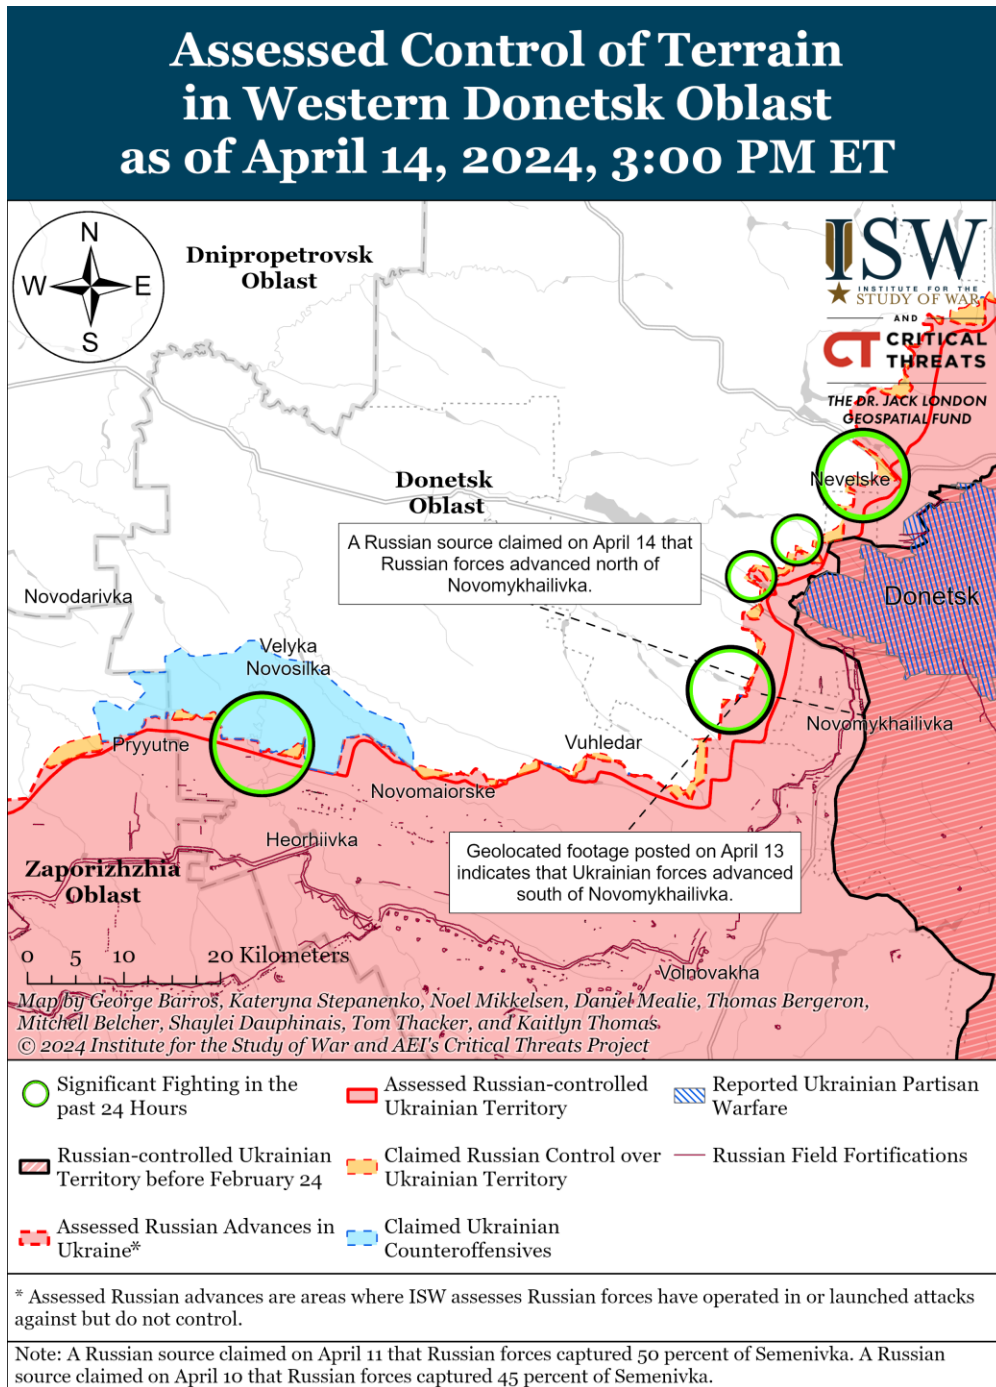 Assessed Control of Terrain
in Western Donetsk Oblast
as of April 14, 2024, 3:00 PM ET
N
W
E
S
Dnipropetrovsk
Oblast
ISW
INSTITUTE FOR THE
STUDY OF WAR
AND
CT CRITICAL
THREATS
THE DR. JACK LONDON
GEOSPATIAL FUND
Nevelske
Donetsk
Oblast
A Russian source claimed on April 14 that
Russian forces advanced north of
Novomykhailivka.
Novodarivka
Donetsk
Velyka
Novosilka
Novomykhailivka
Pryyutne
Vuhledar
Novomaiorske
Heorhiivka
Geolocated footage posted on April 13
indicates that Ukrainian forces advanced
south of Novomykhailivka.
Zaporizhzhia
Oblast
0 5 10 20 Kilometers
Volnovakha
Map by George Barros, Kateryna Stepanenko, Noel Mikkelsen, Daniel Mealie, Thomas Bergeron,
Mitchell Belcher, Shaylei Dauphinais, Tom Thacker, and Kaitlyn Thomas
© 2024 Institute for the Study of War and AEI's Critical Threats Project
Significant Fighting in the
past 24 Hours
Assessed Russian-controlled
Ukrainian Territory
Reported Ukrainian Partisan
Warfare
Russian-controlled Ukrainian
Territory before February 24
Claimed Russian Control over
Ukrainian Territory
Russian Field Fortifications
Assessed Russian Advances in
Ukraine*
Claimed Ukrainian
Counteroffensives
* Assessed Russian advances are areas where ISW assesses Russian forces have operated in or launched attacks
against but do not control.
Note: A Russian source claimed on April 11 that Russian forces captured 50 percent of Semenivka. A Russian
source claimed on April 10 that Russian forces captured 45 percent of Semenivka.